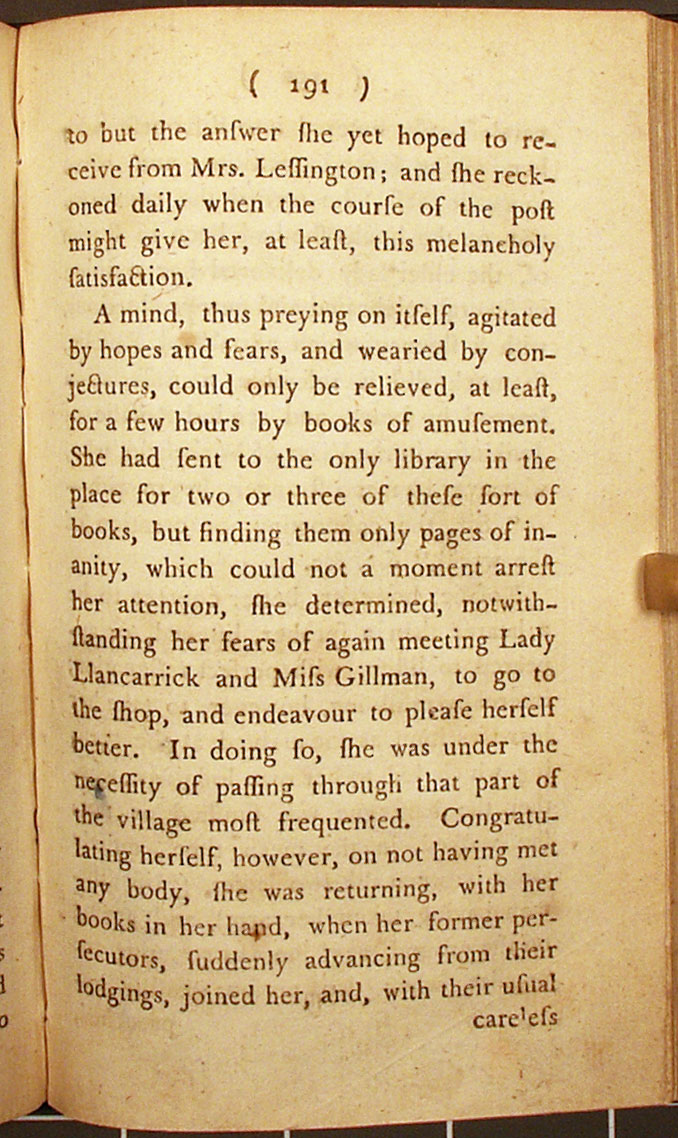 ( 191 )
to but the anſwer ſhe yet hoped to re-
ceive from Mrs. Leſſington; and ſhe reck-
oned daily when the courſe of the poſt
might give her, at leaſt, this melancholy
ſatisfaction.
A mind, thus preying on itſelf, agitated
by hopes and fears, and wearied by con-
jectures, could only be relieved, at leaſt,
for a few hours by books of amuſement.
She had ſent to the only library in the
place for two or three of theſe ſort of
books, but finding them only pages of in-
anity, which could not a moment arreſt
her attention, ſhe determined, notwith-
ſtanding her fears of again meeting Lady
Llancarrick and Miſs Gillman, to go to
the ſhop, and endeavour to pleaſe herſelf
better. In doing ſo, ſhe was under the
neceſſity of paſſing through that part of
the village moſt frequented. Congratu-
lating herſelf, however, on not having met
any body, ſhe was returning, with her
books in her hand, when her former per-
ſecutors, ſuddenly advancing from their
lodgings, joined her, and, with their uſual
careleſs